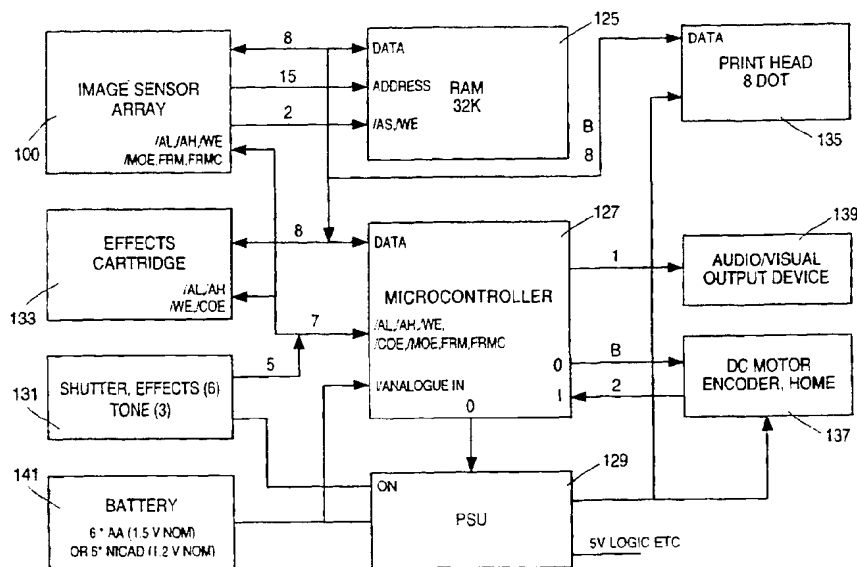 IMAGE SENSOR
ARRAY
/AL,/AH,/WE
/MOE,FRM,FRMC
100
8
15
2
DATA
ADDRESS
/AS,/WE
RAM
32K
125
B
8
DATA
PRINT HEAD
8 DOT
135
EFFECTS
CARTRIDGE
/AL,/AH
/WE,/COE
133
8
7
DATA
MICROCONTROLLER
/AL,/AH,/WE,
/COE,/MOE,FRM,FRMC
I/ANALOGUE IN
O
O
I
127
1
B
2
AUDIO/VISUAL
OUTPUT DEVICE
139
DC MOTOR
ENCODER, HOME
137
SHUTTER, EFFECTS (6)
TONE (3)
131
5
BATTERY
6* AA (1.5 V NOM)
OR 6* NICAD (1.2 V NOM)
141
ON
PSU
129
5V LOGIC ETC